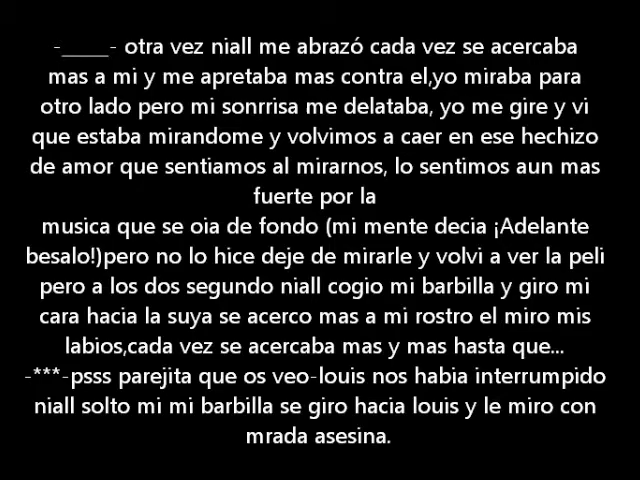 -_____- otra vez niall me abrazó cada vez se acercaba
mas a mi y me apretaba mas contra el,yo miraba para
otro lado pero mi sonrrisa me delataba, yo me gire y vi
que estaba mirandome y volvimos a caer en ese hechizo
de amor que sentiamos al mirarnos, lo sentimos aun mas
fuerte por la
musica que se oia de fondo (mi mente decia ¡Adelante
besalo!)pero no lo hice deje de mirarle y volvi a ver la peli
pero a los dos segundo niall cogio mi barbilla y giro mi
cara hacia la suya se acerco mas a mi rostro el miro mis
labios,cada vez se acercaba mas y mas hasta que...
-***-psss parejita que os veo-louis nos habia interrumpido
niall solto mi mi barbilla se giro hacia louis y le miro con
mrada asesina.